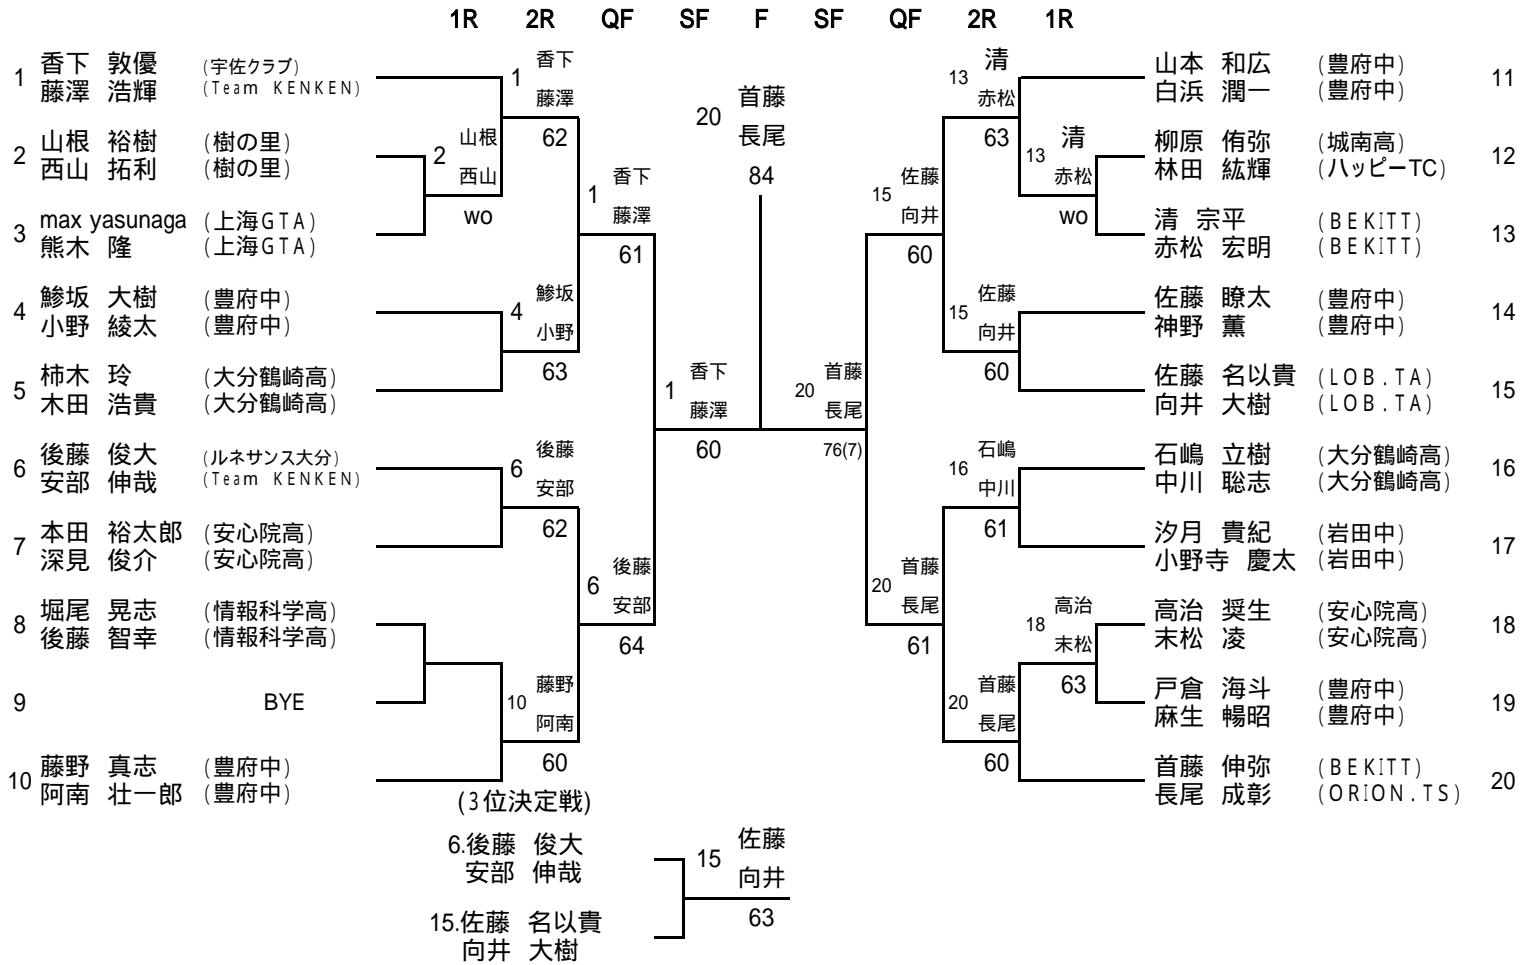 1R 2R QF SF F SF QF 2R 1R
1 香下 敦優 (宇佐クラブ)
藤澤 浩輝 (Team KENKEN)
2 山根 裕樹 (樹の里)
西山 拓利 (樹の里)
3 max yasunaga (上海GTA)
熊木 隆 (上海GTA)
4 鯵坂 大樹 (豊府中)
小野 綾太 (豊府中)
5 柿木 玲 (大分鶴崎高)
木田 浩貴 (大分鶴崎高)
6 後藤 俊大 (ルネサンス大分)
安部 伸哉 (Team KENKEN)
7 本田 裕太郎 (安心院高)
深見 俊介 (安心院高)
8 堀尾 晃志 (情報科学高)
後藤 智幸 (情報科学高)
9 BYE
10 藤野 真志 (豊府中)
阿南 壮一郎 (豊府中)
2 山根
西山
wo
1 香下
藤澤
62
4 鯵坂
小野
63
6 後藤
安部
62
10 藤野
阿南
60
1 香下
藤澤
61
6 後藤
安部
64
1 香下
藤澤
60
20 首藤
長尾
84
20 首藤
長尾
76(7)
15 佐藤
向井
60
20 首藤
長尾
61
13 清
赤松
63
15 佐藤
向井
60
16 石嶋
中川
61
20 首藤
長尾
60
13 清
赤松
wo
18 高治
末松
63
山本 和広 (豊府中) 11
白浜 潤一 (豊府中)
柳原 侑弥 (城南高) 12
林田 紘輝 (ハッピーTC)
清 宗平 (BEKITT) 13
赤松 宏明 (BEKITT)
佐藤 瞭太 (豊府中) 14
神野 薫 (豊府中)
佐藤 名以貴 (LOB.TA) 15
向井 大樹 (LOB.TA)
石嶋 立樹 (大分鶴崎高) 16
中川 聡志 (大分鶴崎高)
汐月 貴紀 (岩田中) 17
小野寺 慶太 (岩田中)
高治 奨生 (安心院高) 18
末松 凌 (安心院高)
戸倉 海斗 (豊府中) 19
麻生 暢昭 (豊府中)
首藤 伸弥 (BEKITT) 20
長尾 成彰 (ORION.TS)
(3位決定戦)
6.後藤 俊大
安部 伸哉
15.佐藤 名以貴
向井 大樹
15 佐藤
向井
63